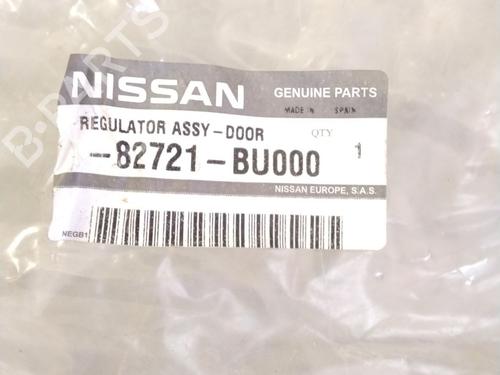 NISSAN
GENUINE PARTS
MADE IN SPAIN
REGULATOR ASSY-DOOR QTY
-82721-BU000 1
NISSAN EUROPE, S.A.S.
NEGB1
B-PARTS